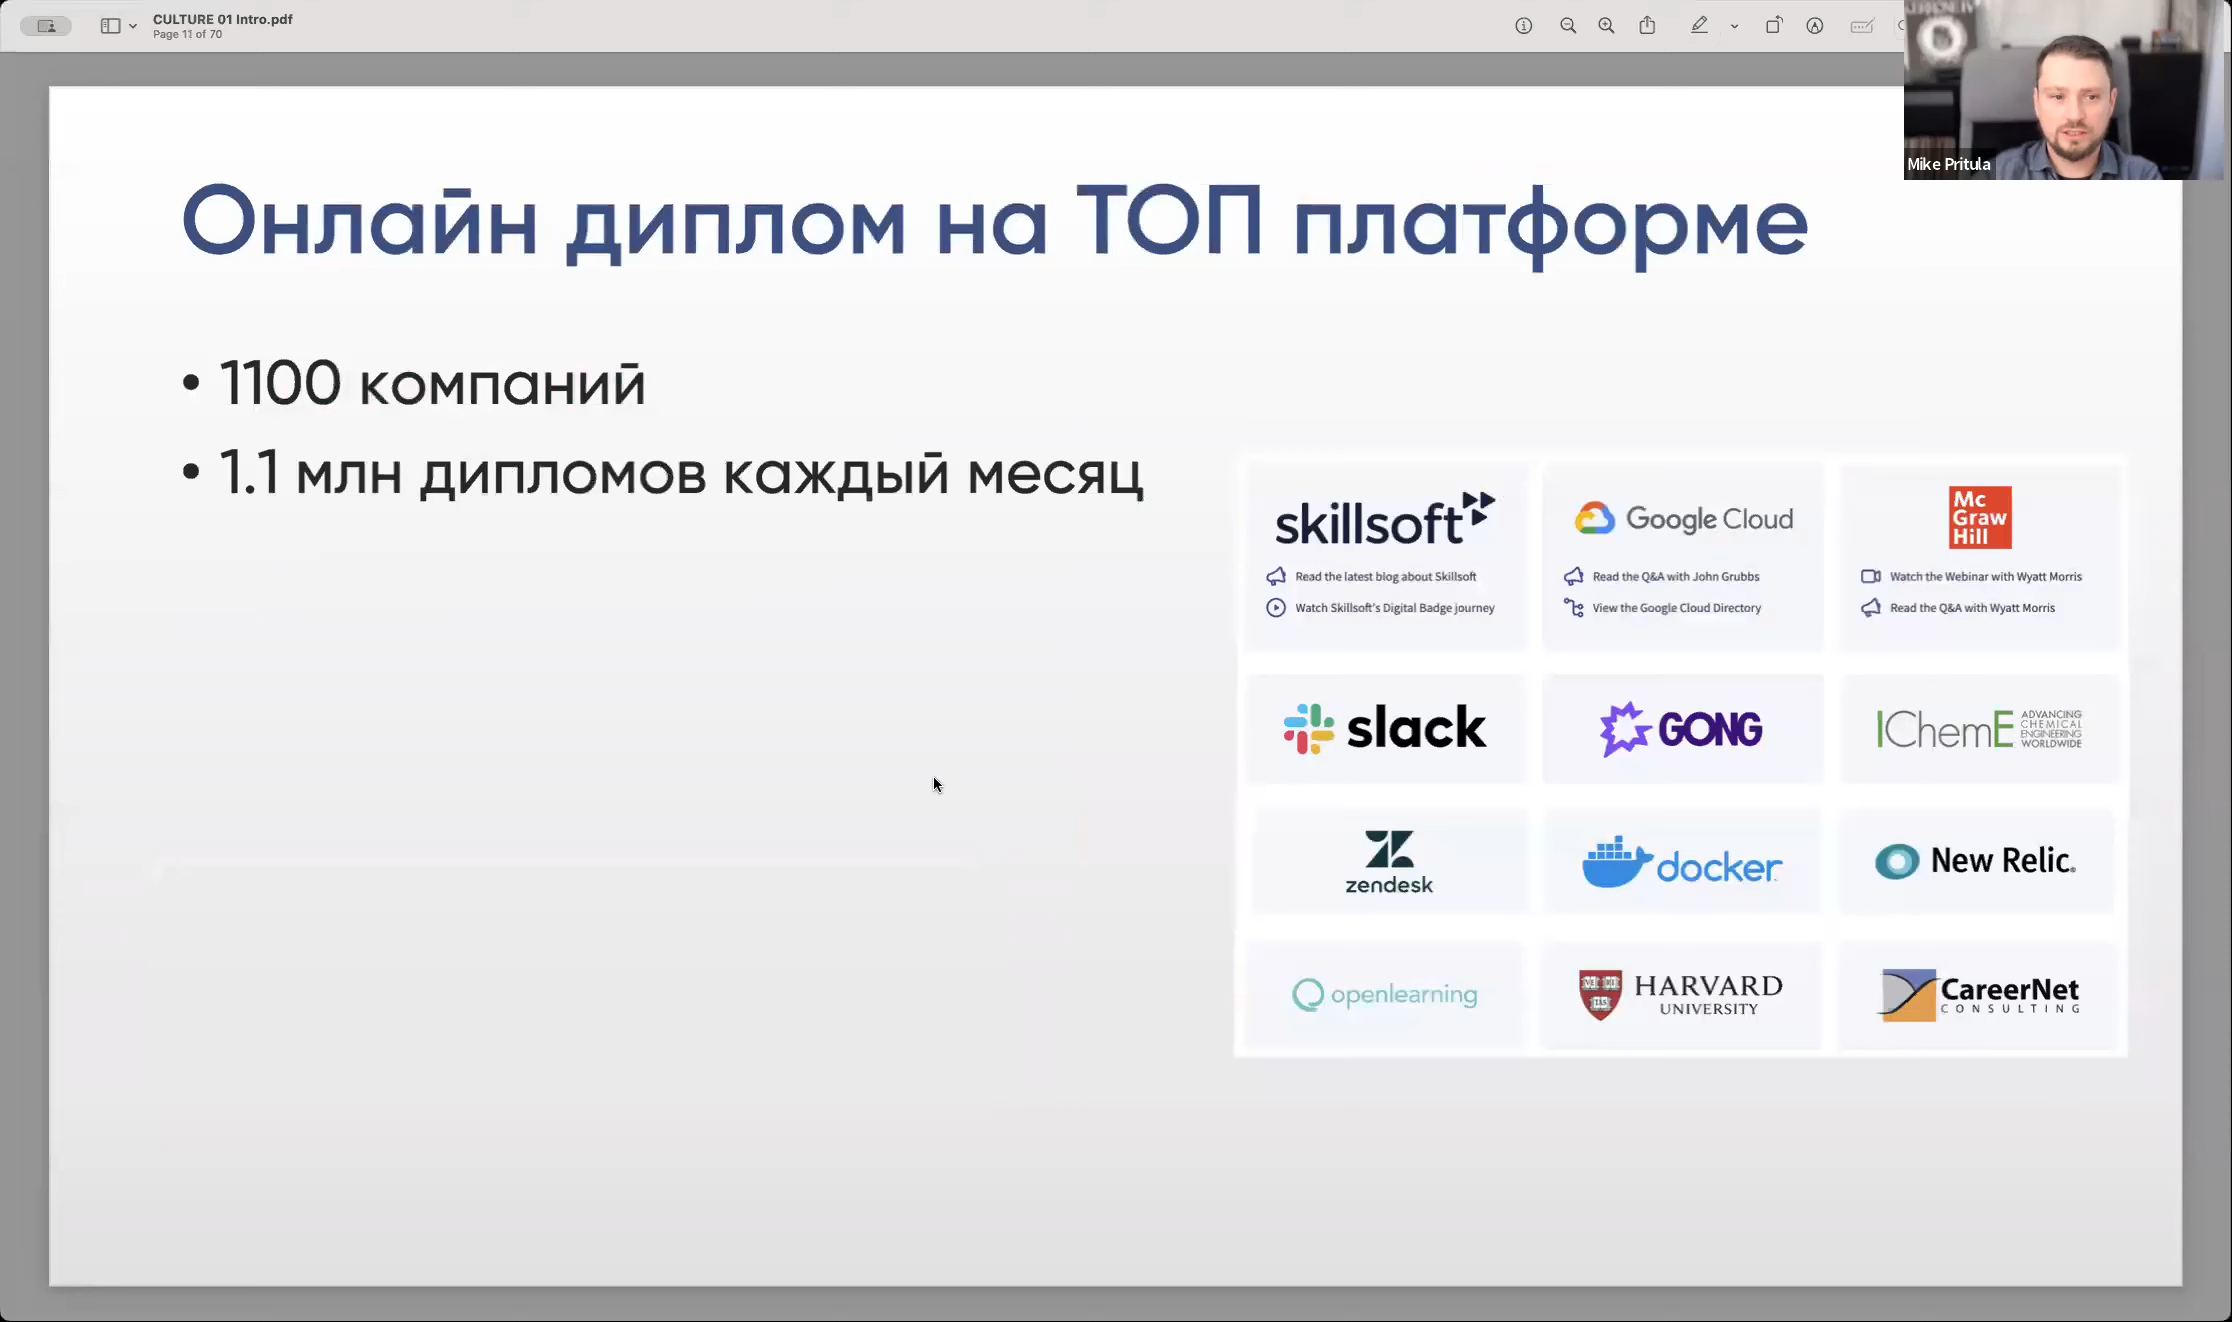 CULTURE 01 Intro.pdf
Page 11 of 70
Mike Pritula
Онлайн диплом на ТОП платформе
• 1100 компаний
• 1.1 млн дипломов каждый месяц
skillsoft
Read the latest blog about Skillsoft
Watch Skillsoft's Digital Badge journey
Google Cloud
Read the Q&A with John Grubbs
View the Google Cloud Directory
Mc
Graw
Hill
Watch the Webinar with Wyatt Morris
Read the Q&A with Wyatt Morris
slack
GONG
IChemE ADVANCING
CHEMICAL
ENGINEERING
WORLDWIDE
zendesk
docker
New Relic.
openlearning
VE RI
TAS
HARVARD
UNIVERSITY
CareerNet
CONSULTING